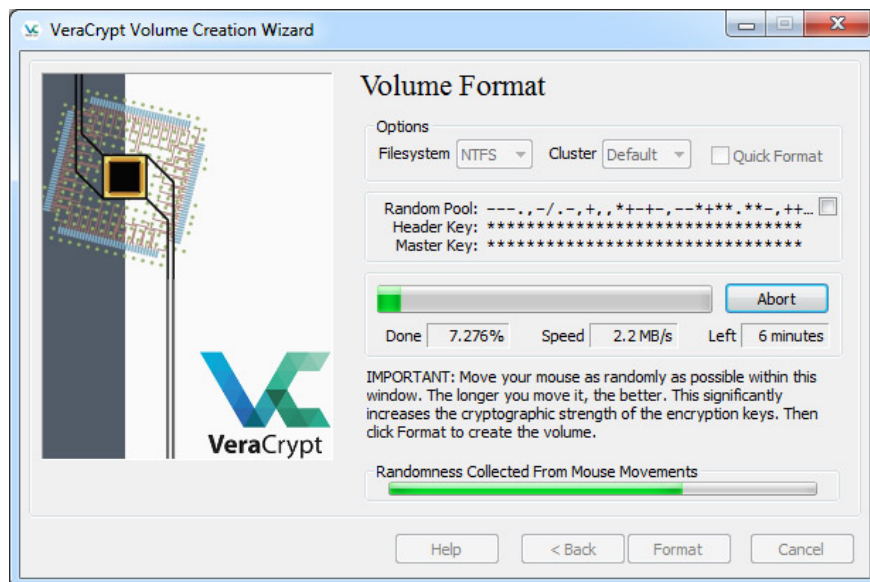 VeraCrypt Volume Creation Wizard
Volume Format
Options
Filesystem NTFS Cluster Default Quick Format
Random Pool: ---.,-/.-,+,,*+-+-,--*+**.**-,++...
Header Key: ********************************
Master Key: ********************************
Abort
Done 7.276% Speed 2.2 MB/s Left 6 minutes
IMPORTANT: Move your mouse as randomly as possible within this
window. The longer you move it, the better. This significantly
increases the cryptographic strength of the encryption keys. Then
click Format to create the volume.
Randomness Collected From Mouse Movements
VeraCrypt
Help < Back Format Cancel